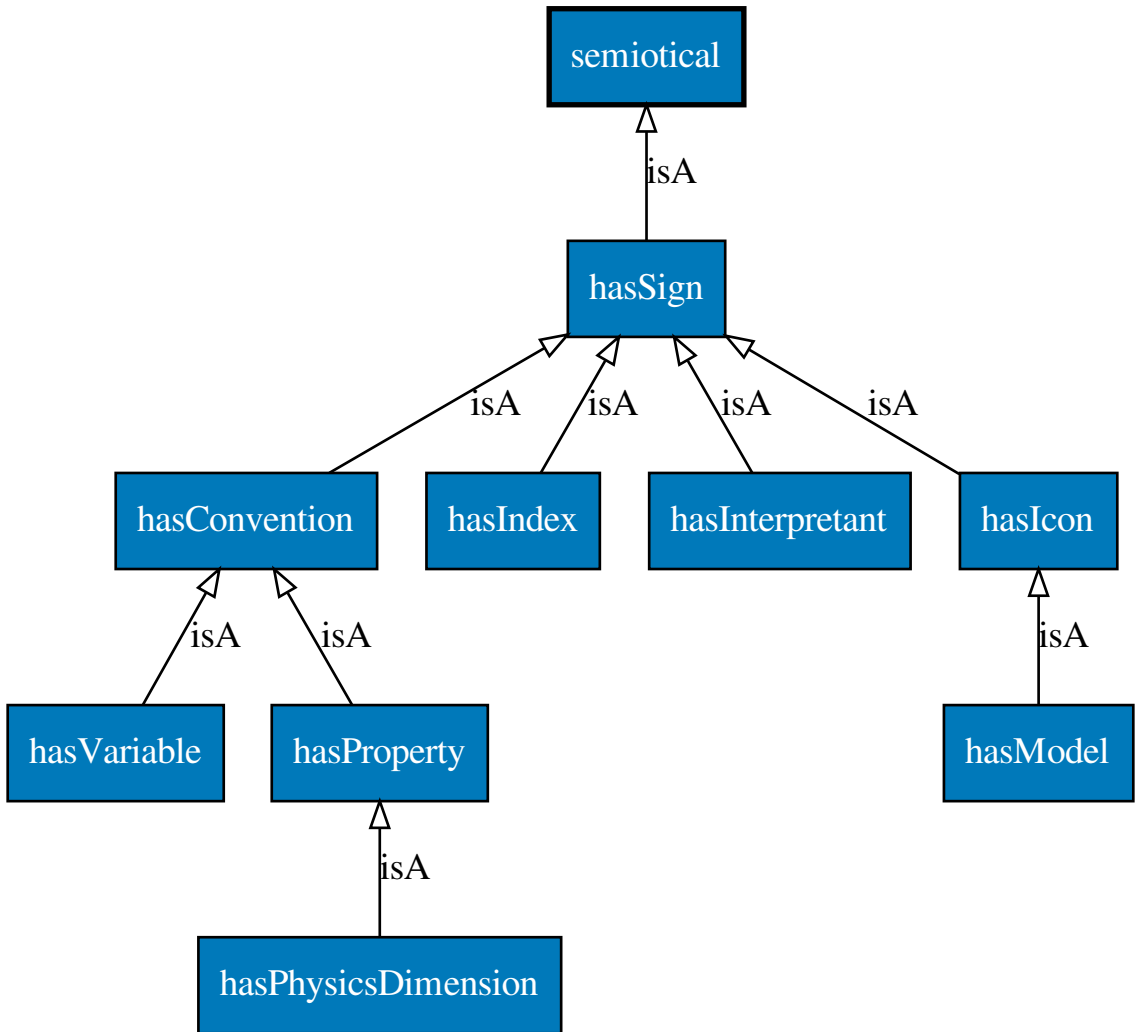 semiotical
isA
hasSign
isA isA isA isA
hasConvention hasIndex hasInterpretant hasIcon
isA isA isA
hasVariable hasProperty hasModel
isA
hasPhysicsDimension